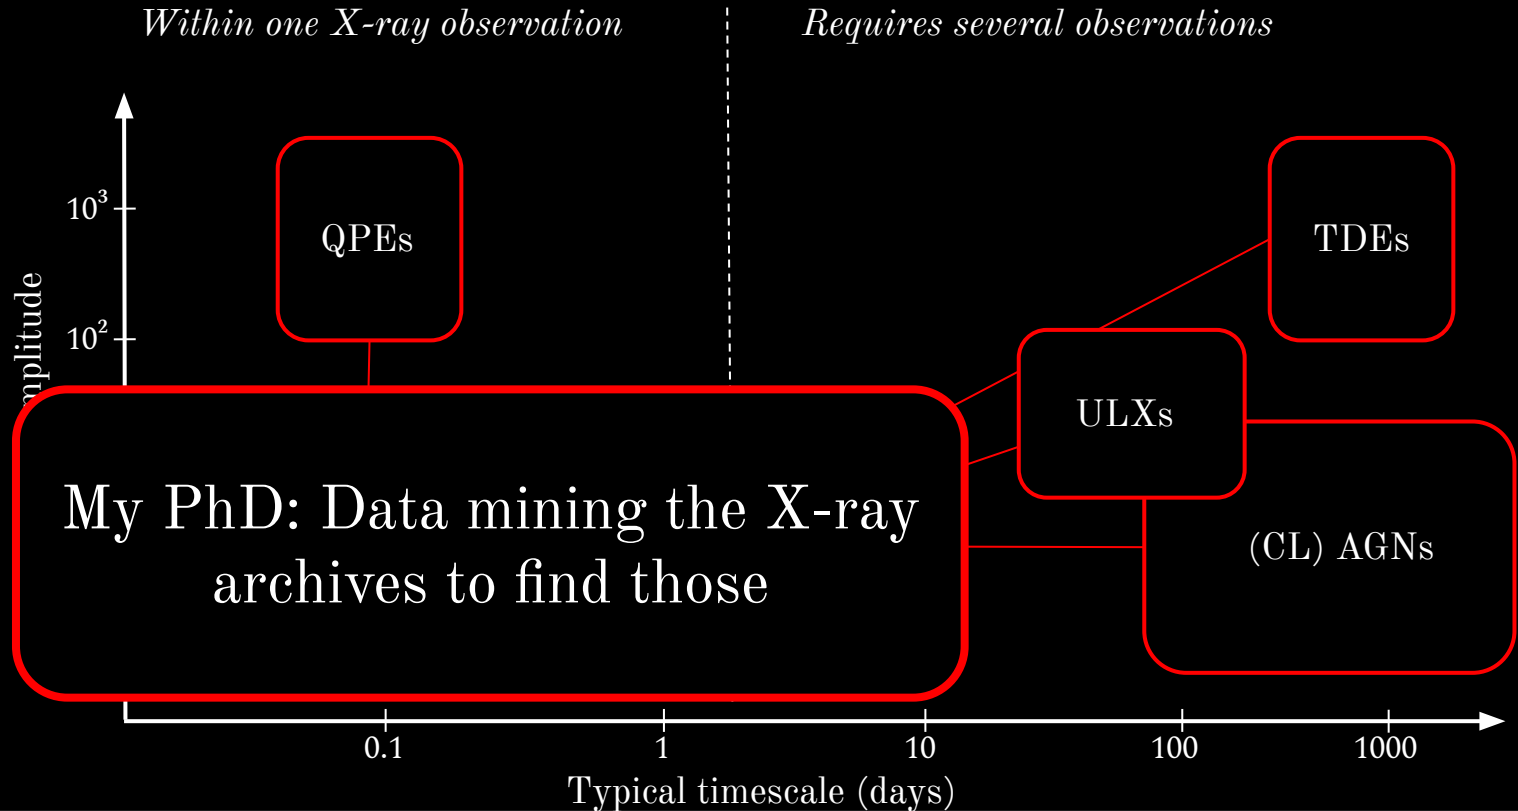 Within one X-ray observation
Requires several observations
10³
QPEs
TDEs
mplitude
10²
ULXs
My PhD: Data mining the X-ray
archives to find those
(CL) AGNs
0.1
1
10
100
1000
Typical timescale (days)